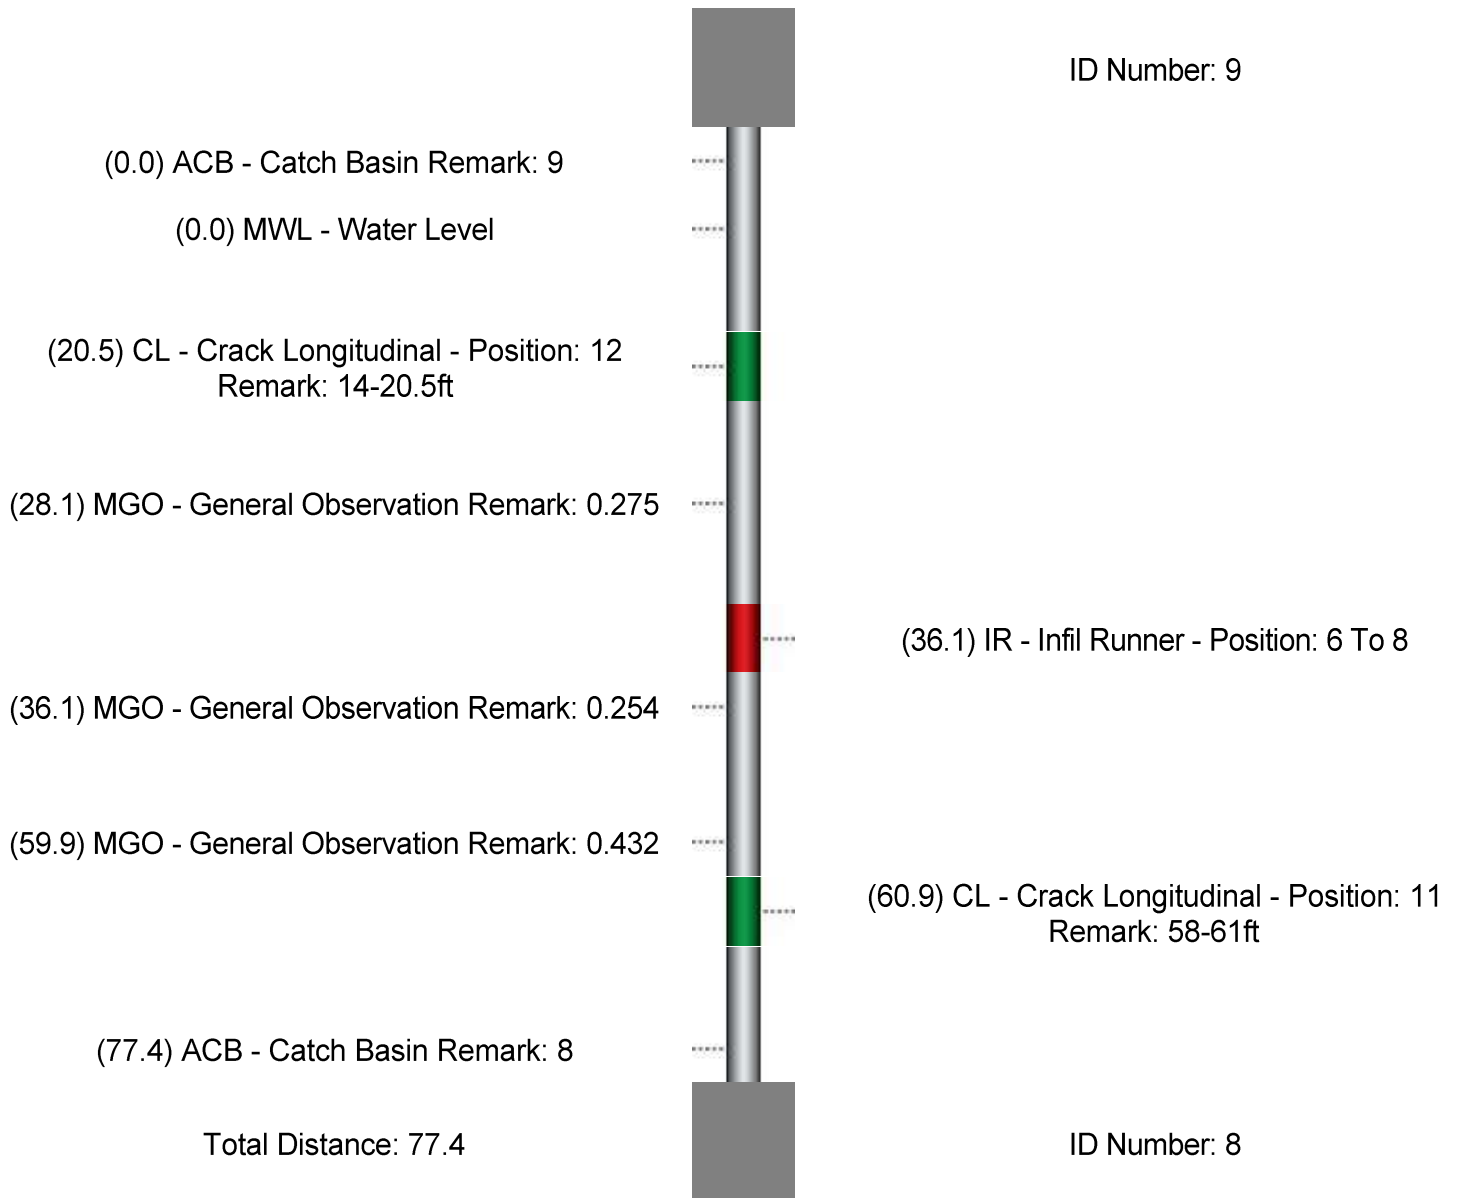 ID Number: 9
(0.0) ACB - Catch Basin Remark: 9
(0.0) MWL - Water Level
(20.5) CL - Crack Longitudinal - Position: 12
Remark: 14-20.5ft
(28.1) MGO - General Observation Remark: 0.275
(36.1) IR - Infil Runner - Position: 6 To 8
(36.1) MGO - General Observation Remark: 0.254
(59.9) MGO - General Observation Remark: 0.432
(60.9) CL - Crack Longitudinal - Position: 11
Remark: 58-61ft
(77.4) ACB - Catch Basin Remark: 8
Total Distance: 77.4
ID Number: 8